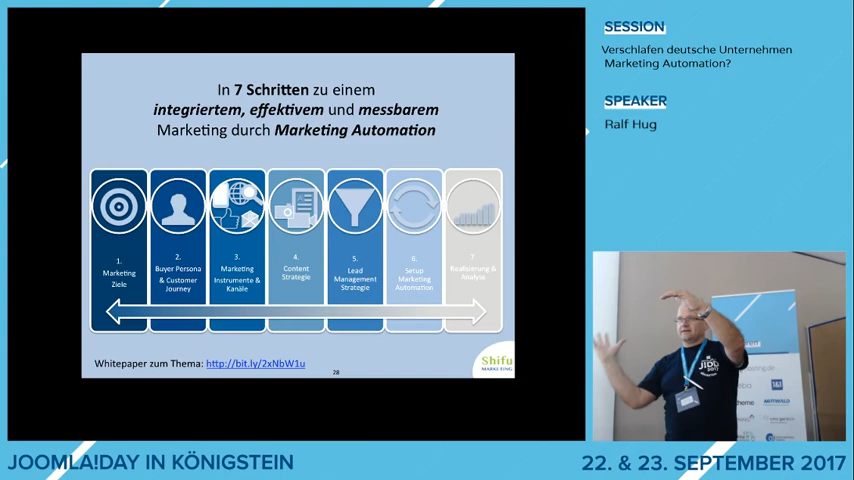 In 7 Schritten zu einem
integriertem, effektivem und messbarem
Marketing durch Marketing Automation
1.
Marketing
Ziele
2.
Buyer Persona
& Customer
Journey
3.
Marketing
Instrumente &
Kanäle
4.
Content
Strategie
5.
Lead
Management
Strategie
6.
Setup
Marketing
Automation
7.
Realisierung &
Analyse
Whitepaper zum Thema: http://bit.ly/2xNbW1u
28
Shifu
MARKETING
SESSION
Verschlafen deutsche Unternehmen
Marketing Automation?
SPEAKER
Ralf Hug
MITTWALD
JOOMLA!DAY IN KÖNIGSTEIN
22. & 23. SEPTEMBER 2017